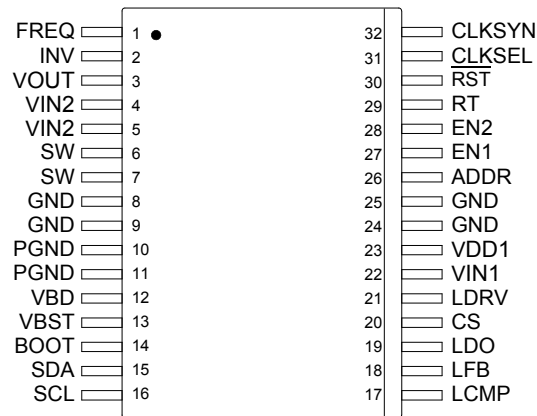 FREQ 1 32 CLKSYN
INV 2 31 CLKSEL
VOUT 3 30 RST
VIN2 4 29 RT
VIN2 5 28 EN2
SW 6 27 EN1
SW 7 26 ADDR
GND 8 25 GND
GND 9 24 GND
PGND 10 23 VDD1
PGND 11 22 VIN1
VBD 12 21 LDRV
VBST 13 20 CS
BOOT 14 19 LDO
SDA 15 18 LFB
SCL 16 17 LCMP